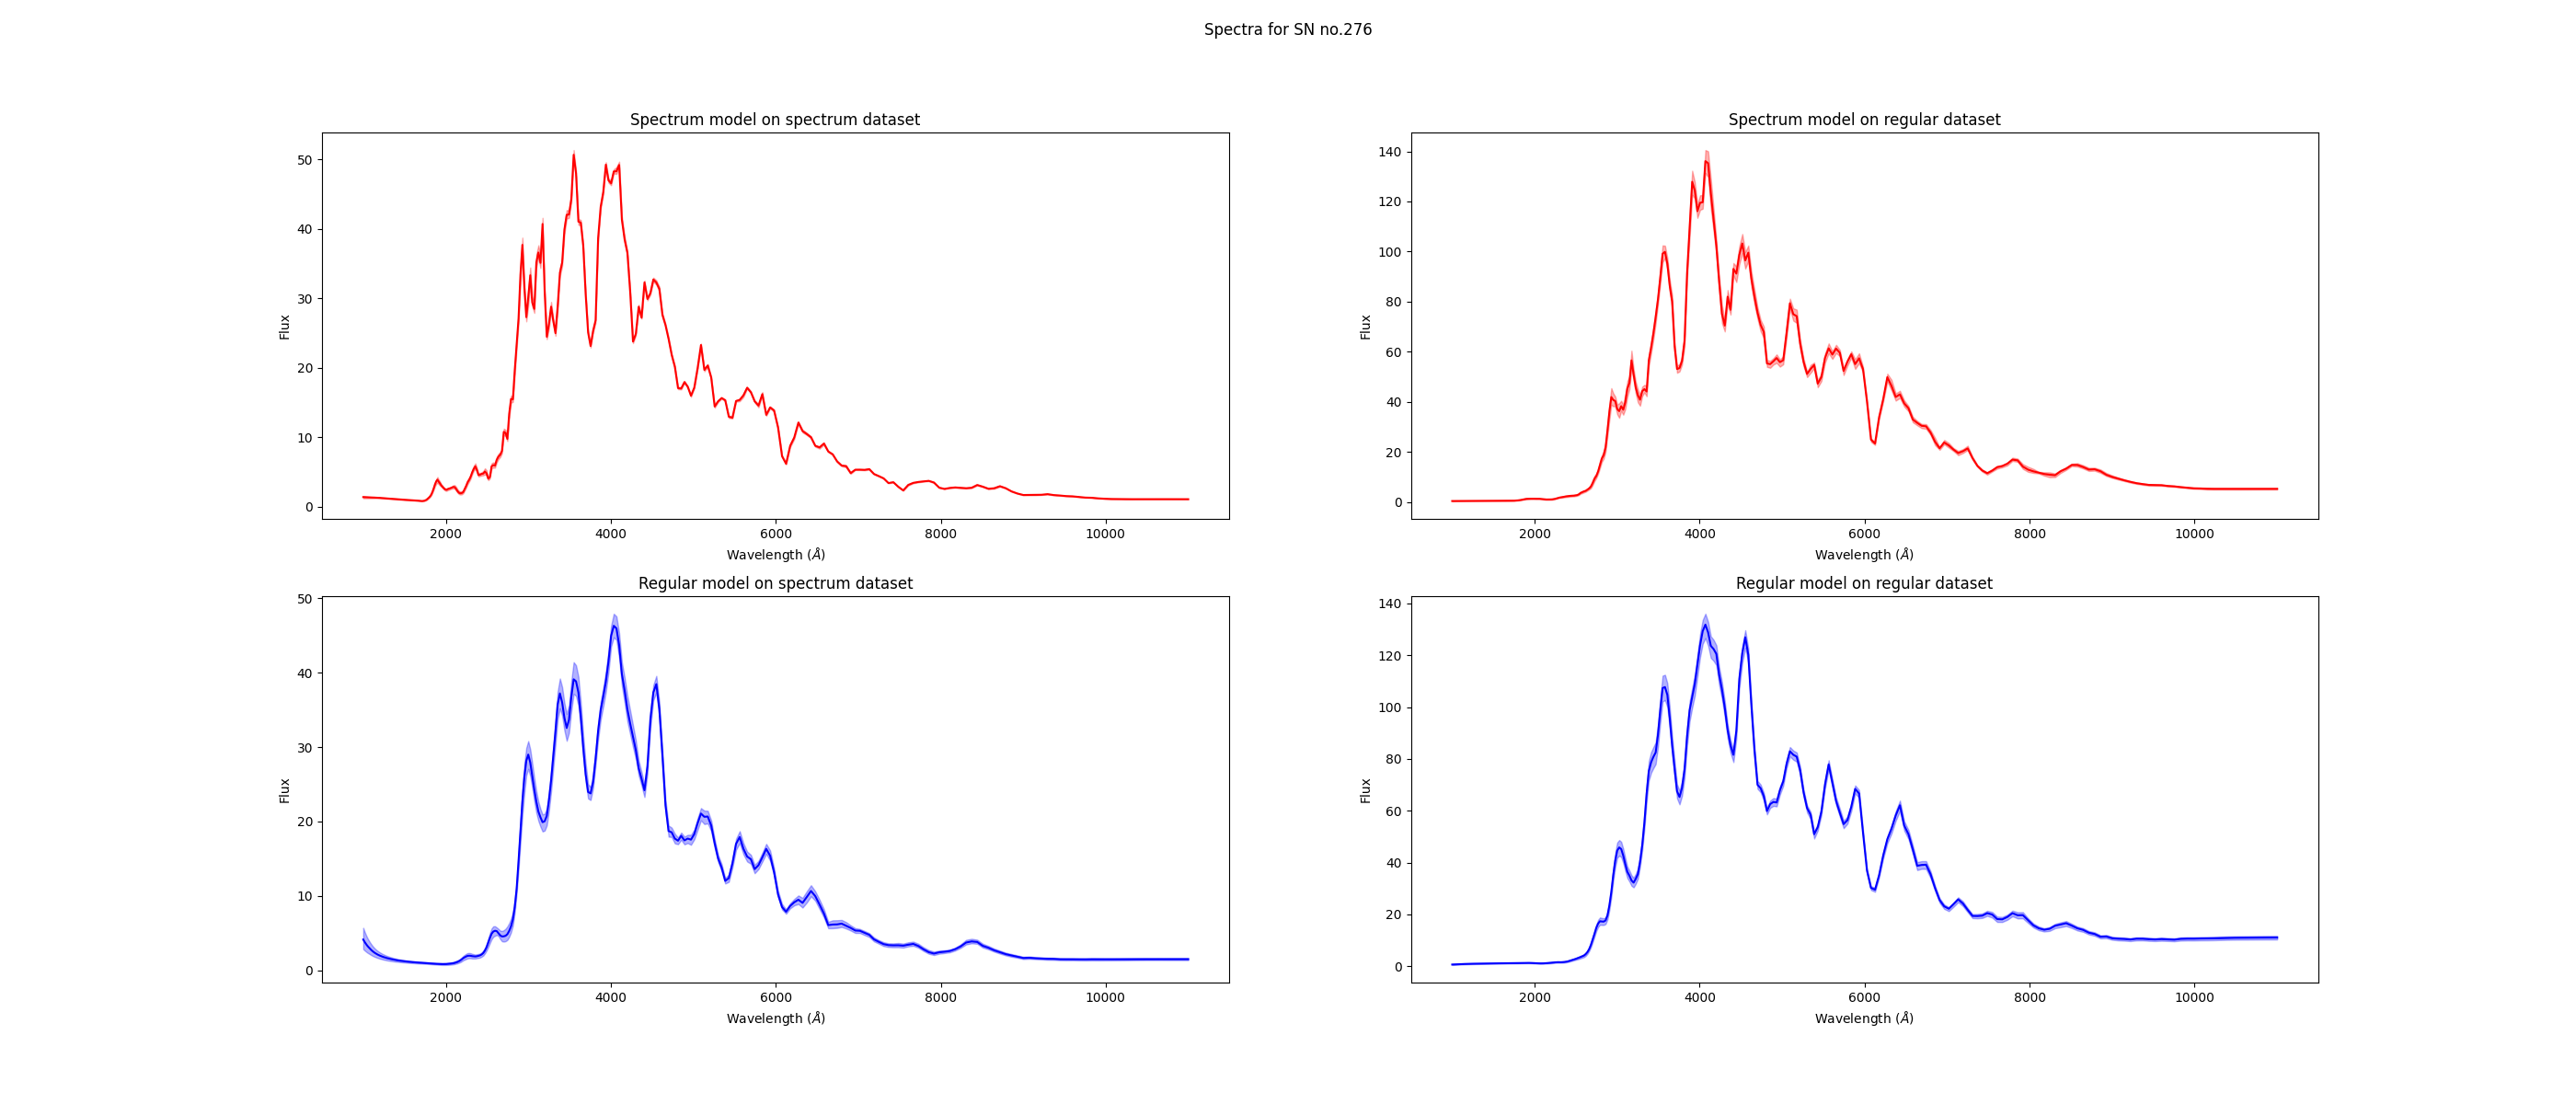 Spectra for SN no.276
Spectrum model on spectrum dataset
50
40
30
20
10
0
Flux
2000 4000 6000 8000 10000
Wavelength (Å)
Spectrum model on regular dataset
140
120
100
80
60
40
20
0
Flux
2000 4000 6000 8000 10000
Wavelength (Å)
Regular model on spectrum dataset
50
40
30
20
10
0
Flux
2000 4000 6000 8000 10000
Wavelength (Å)
Regular model on regular dataset
140
120
100
80
60
40
20
0
Flux
2000 4000 6000 8000 10000
Wavelength (Å)